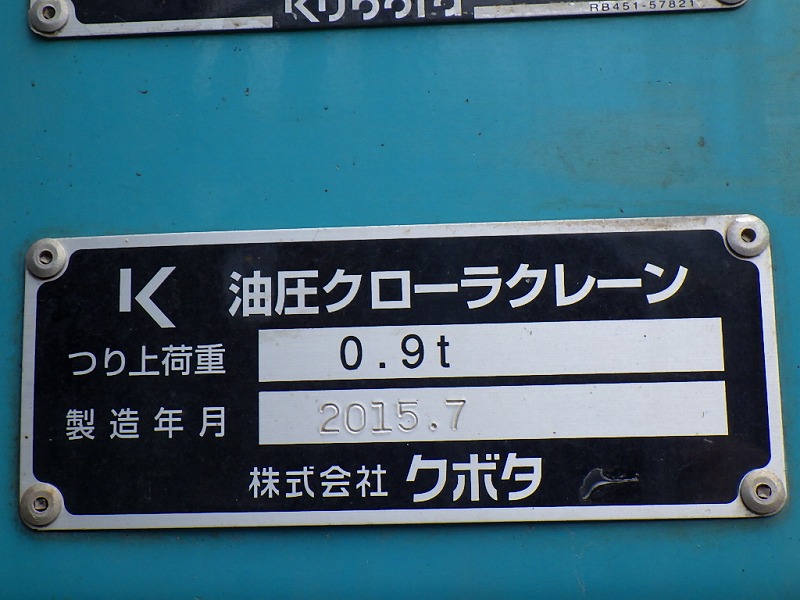 Kubota
RB451-57821
K 油圧クローラクレーン
つり上荷重 0.9t
製造年月 2015.7
株式会社 クボタ